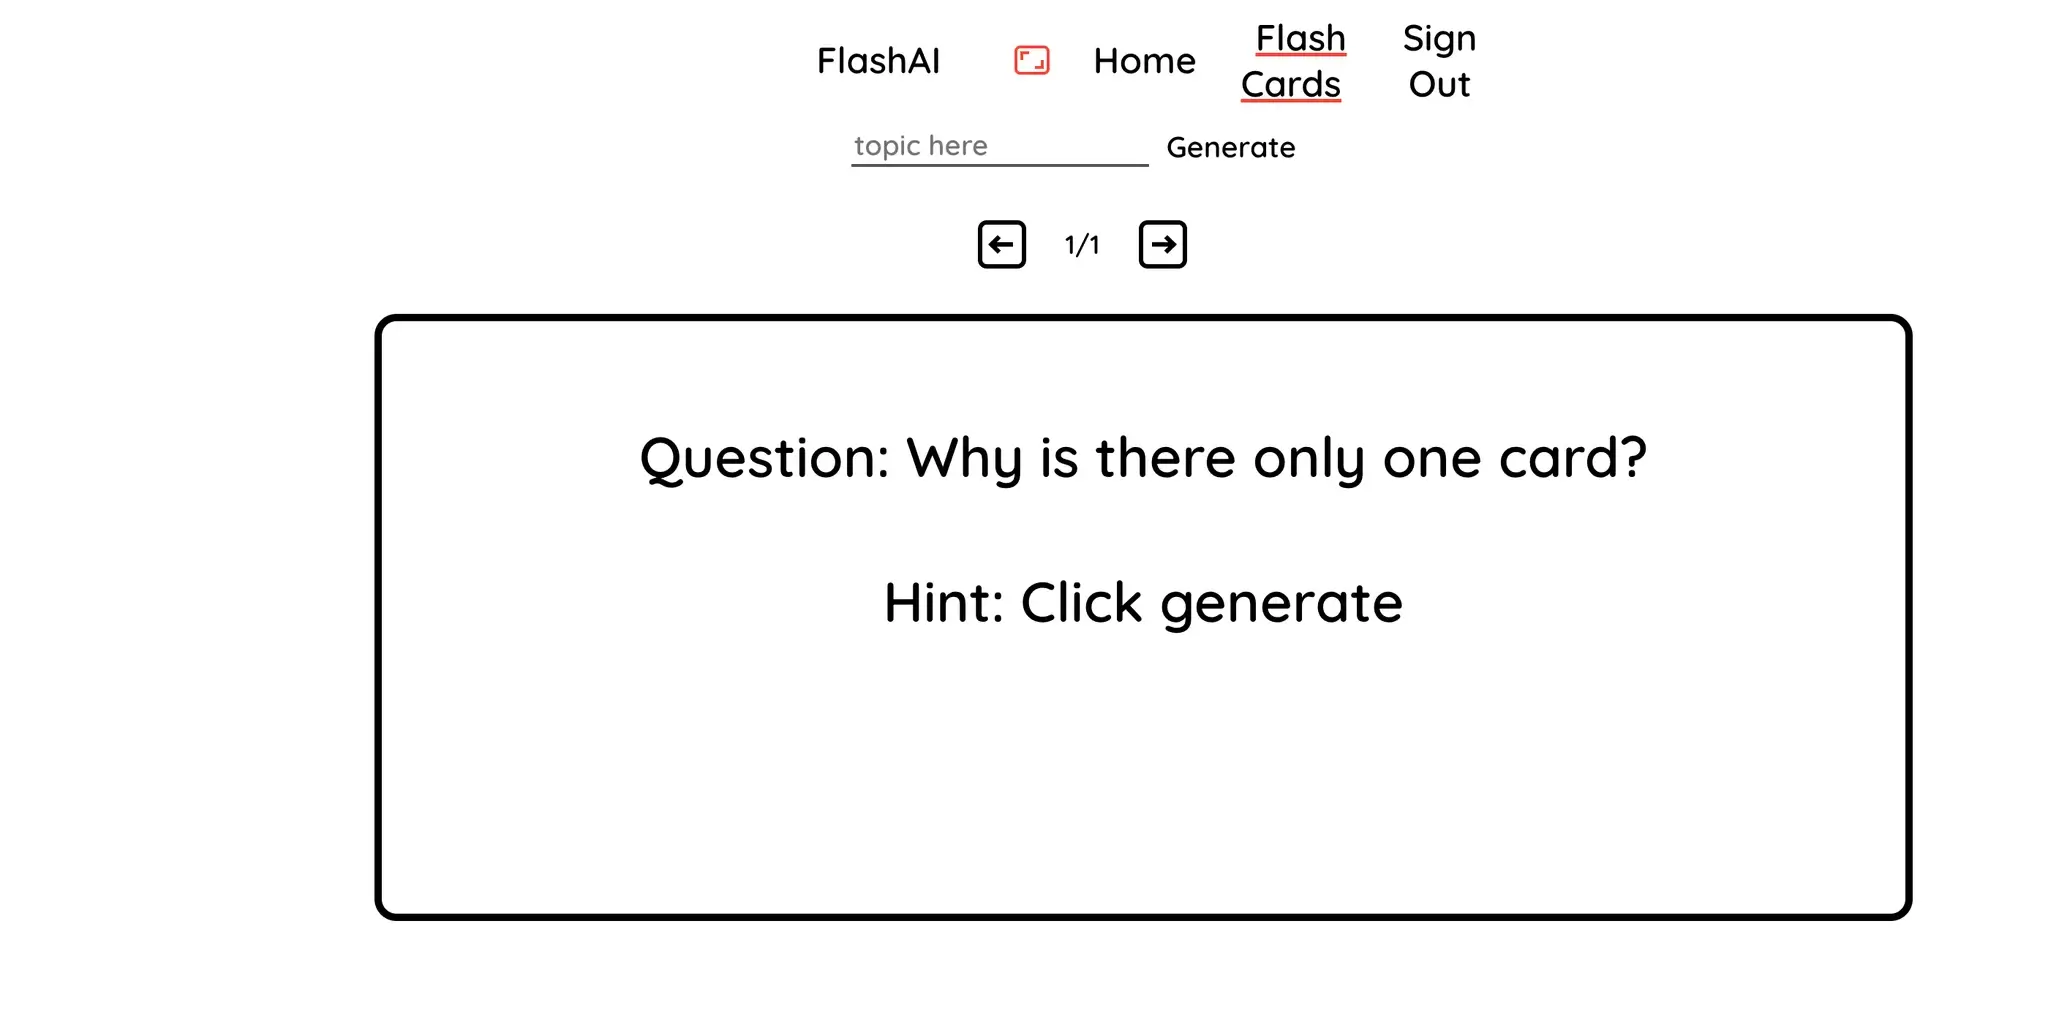 FlashAI Home Flash Cards Sign Out
topic here Generate
1/1
Question: Why is there only one card?
Hint: Click generate